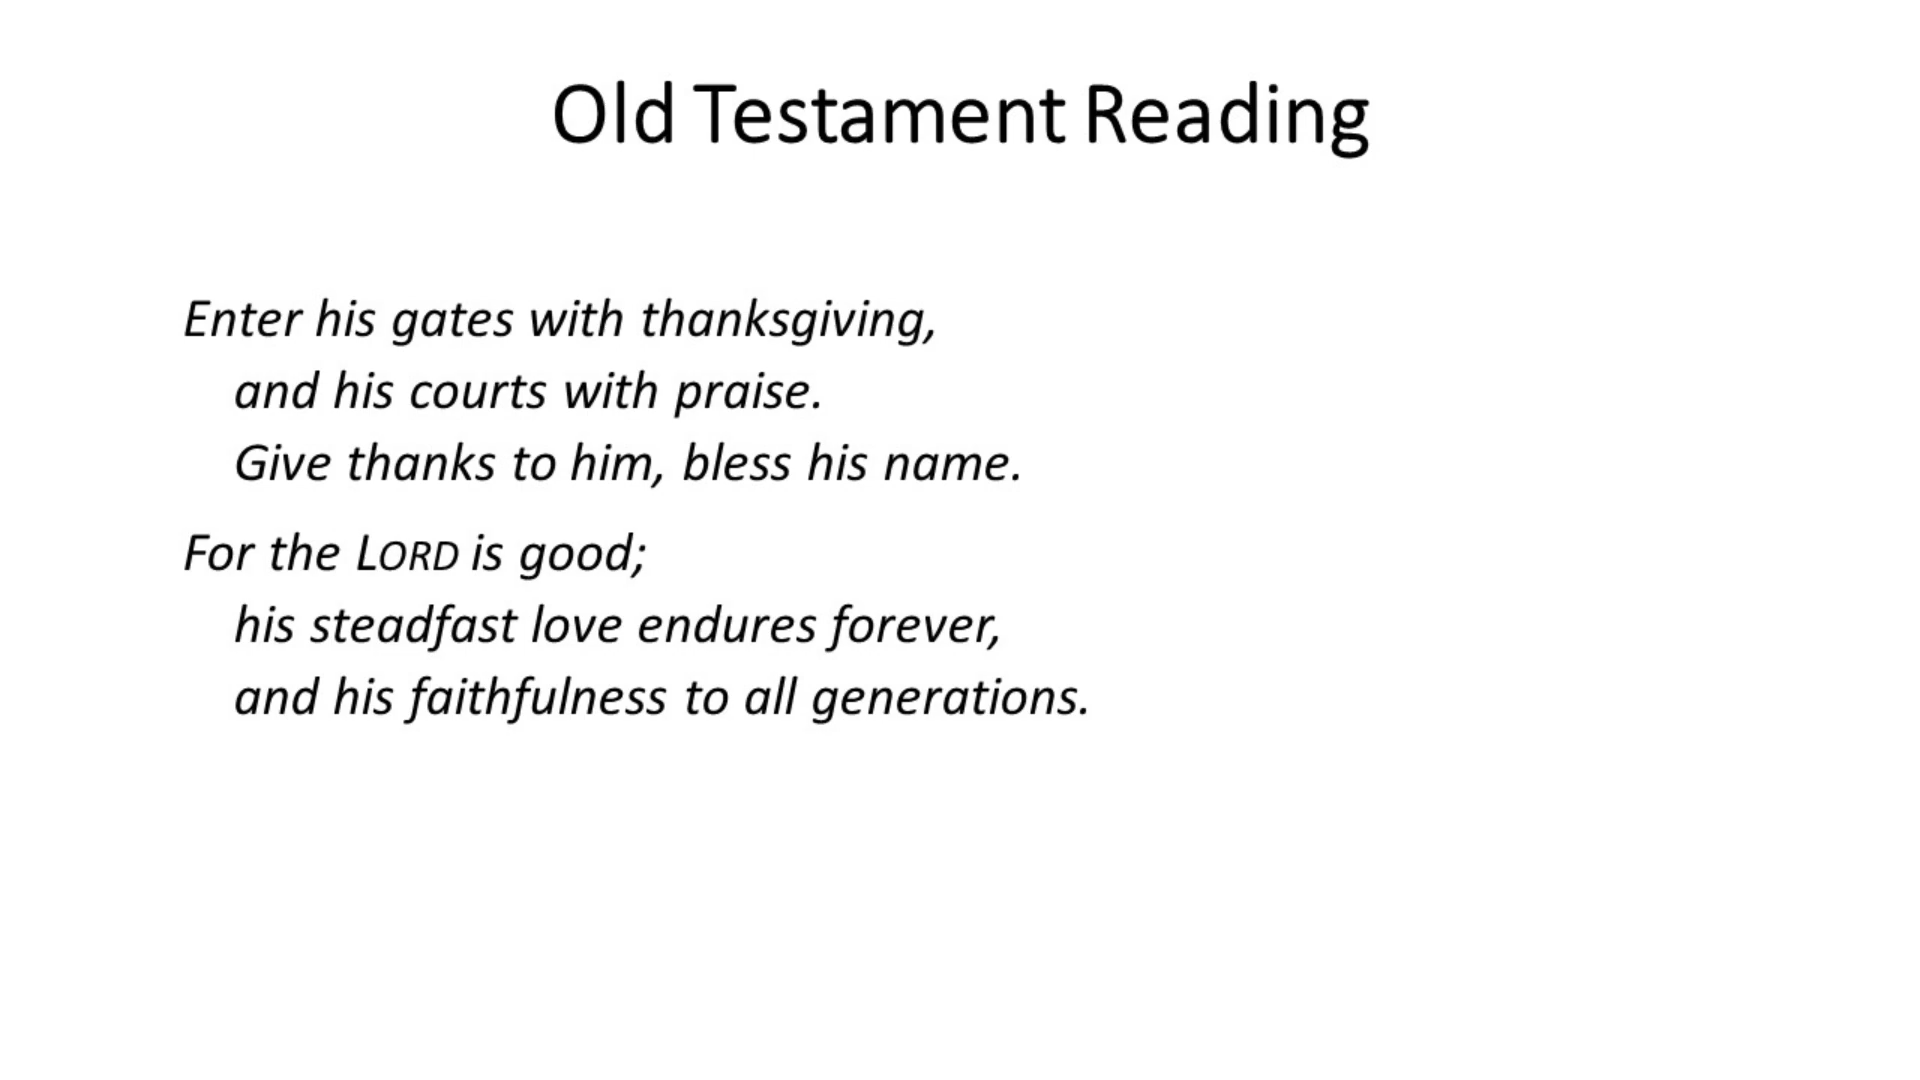 Old Testament Reading
Enter his gates with thanksgiving,
and his courts with praise.
Give thanks to him, bless his name.
For the LORD is good;
his steadfast love endures forever,
and his faithfulness to all generations.